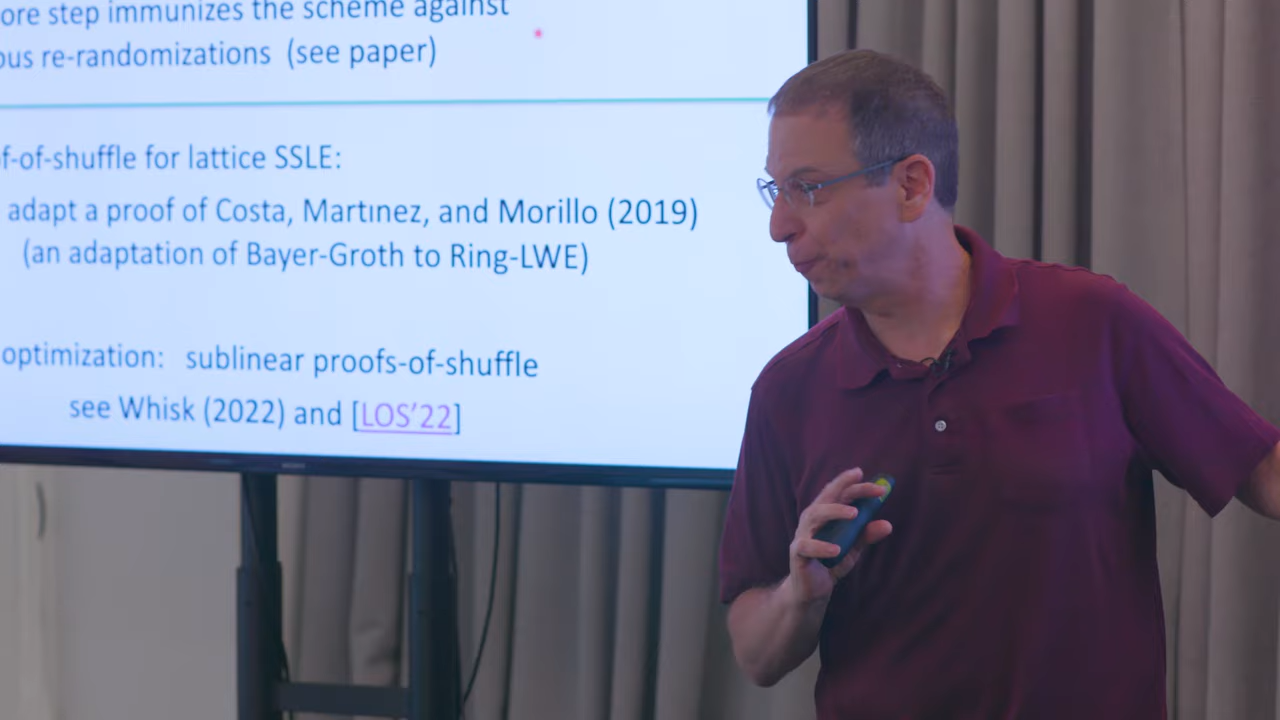 ore step immunizes the scheme against
ous re-randomizations (see paper)
f-of-shuffle for lattice SSLE:
adapt a proof of Costa, Martınez, and Morillo (2019)
(an adaptation of Bayer-Groth to Ring-LWE)
optimization: sublinear proofs-of-shuffle
see Whisk (2022) and [LOS'22]